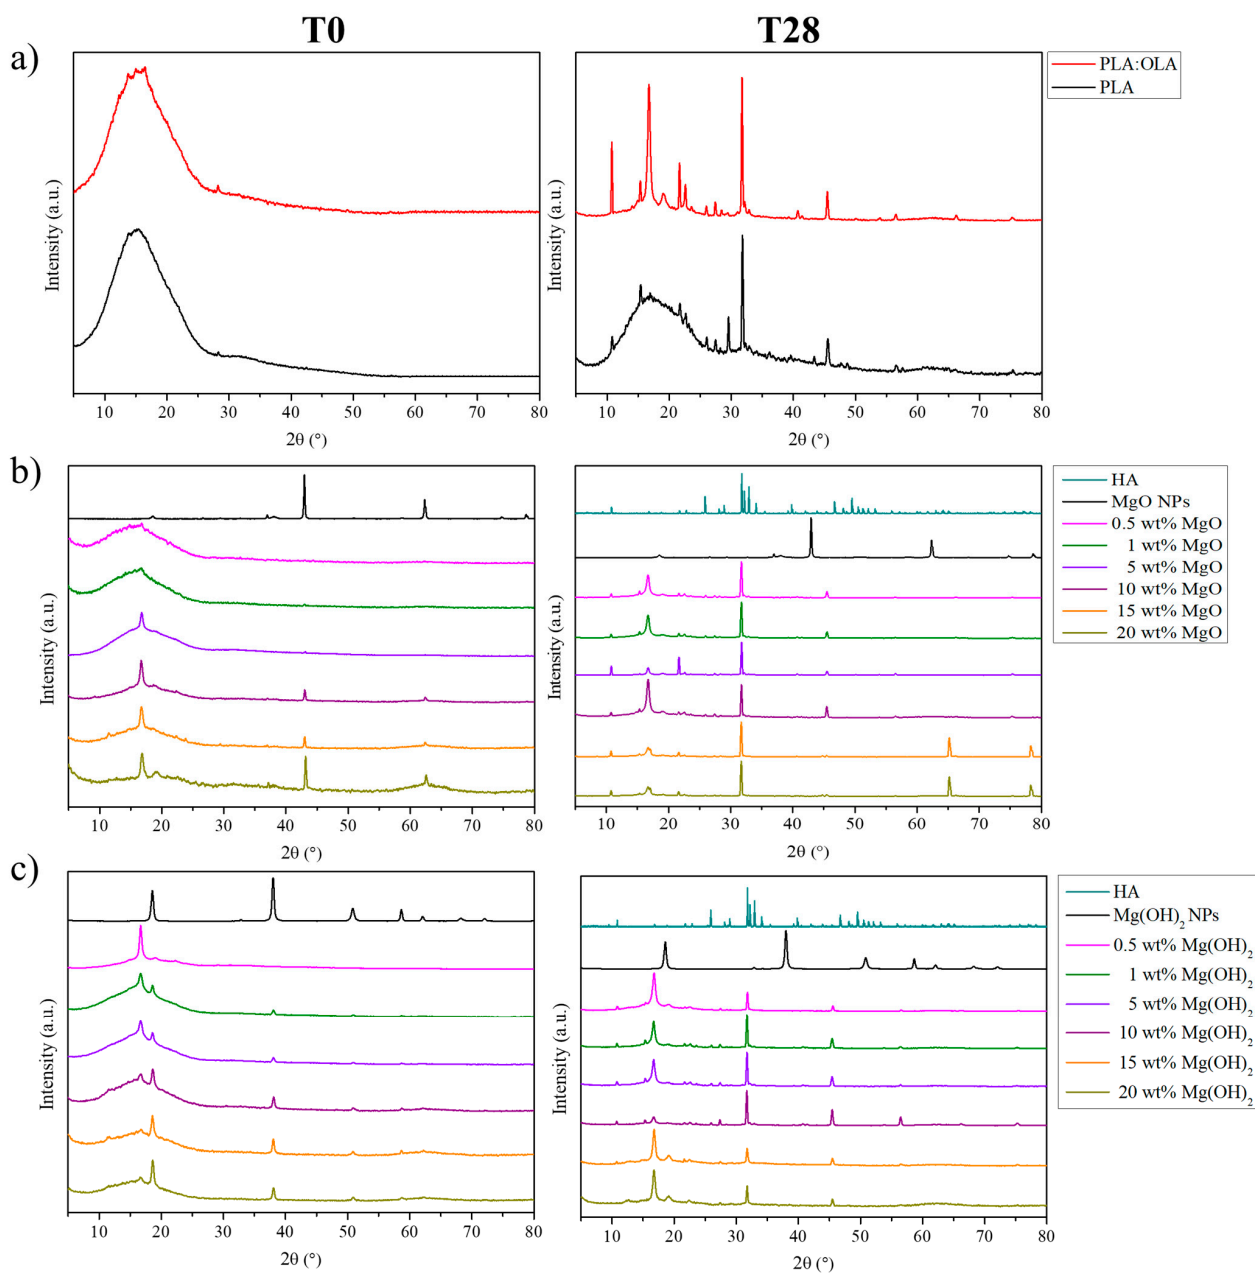 T0
T28
a)
Intensity (a.u.)
10 20 30 40 50 60 70 80
2θ (°)
Intensity (a.u.)
10 20 30 40 50 60 70 80
2θ (°)
PLA:OLA
PLA
b)
Intensity (a.u.)
10 20 30 40 50 60 70 80
2θ (°)
Intensity (a.u.)
10 20 30 40 50 60 70 80
2θ (°)
HA
MgO NPs
0.5 wt% MgO
1 wt% MgO
5 wt% MgO
10 wt% MgO
15 wt% MgO
20 wt% MgO
c)
Intensity (a.u.)
10 20 30 40 50 60 70 80
2θ (°)
Intensity (a.u.)
10 20 30 40 50 60 70 80
2θ (°)
HA
Mg(OH)₂ NPs
0.5 wt% Mg(OH)₂
1 wt% Mg(OH)₂
5 wt% Mg(OH)₂
10 wt% Mg(OH)₂
15 wt% Mg(OH)₂
20 wt% Mg(OH)₂